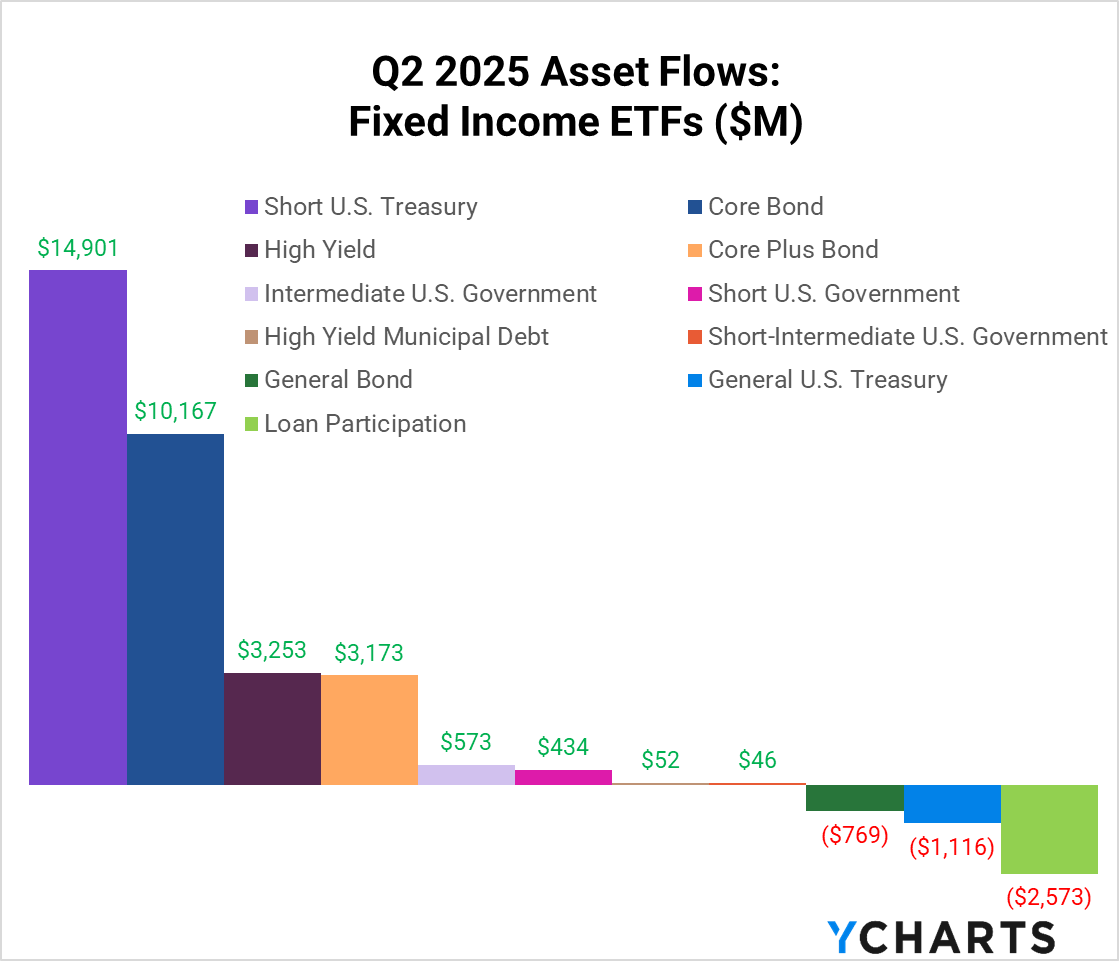 Q2 2025 Asset Flows:
Fixed Income ETFs ($M)
Short U.S. Treasury
Core Bond
High Yield
Core Plus Bond
Intermediate U.S. Government
Short U.S. Government
High Yield Municipal Debt
Short-Intermediate U.S. Government
General Bond
General U.S. Treasury
Loan Participation
$14,901
$10,167
$3,253
$3,173
$573
$434
$52
$46
($769)
($1,116)
($2,573)
YCHARTS